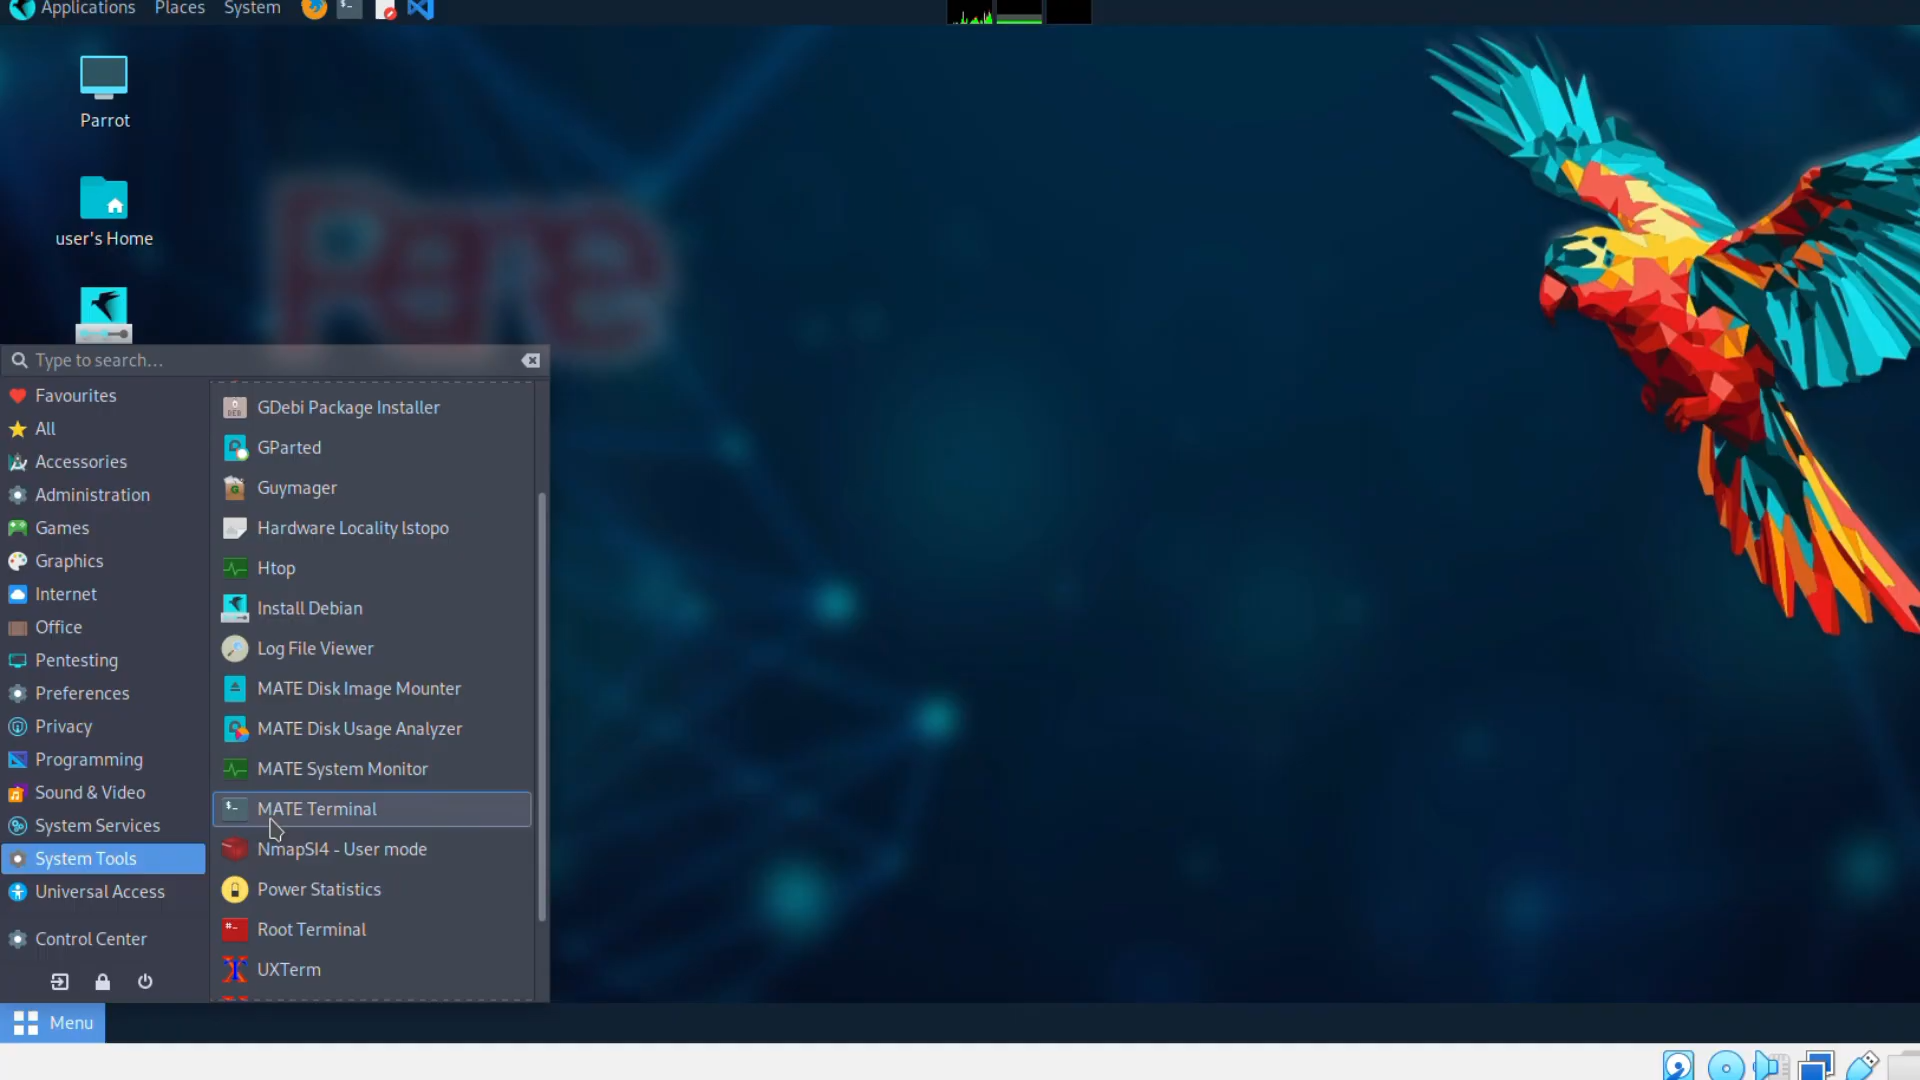 Applications Places System
Parrot
user's Home
Type to search...
Favourites
All
Accessories
Administration
Games
Graphics
Internet
Office
Pentesting
Preferences
Privacy
Programming
Sound & Video
System Services
System Tools
Universal Access
Control Center
GDebi Package Installer
GParted
Guymager
Hardware Locality lstopo
Htop
Install Debian
Log File Viewer
MATE Disk Image Mounter
MATE Disk Usage Analyzer
MATE System Monitor
MATE Terminal
NmapSI4 - User mode
Power Statistics
Root Terminal
UXTerm
Menu